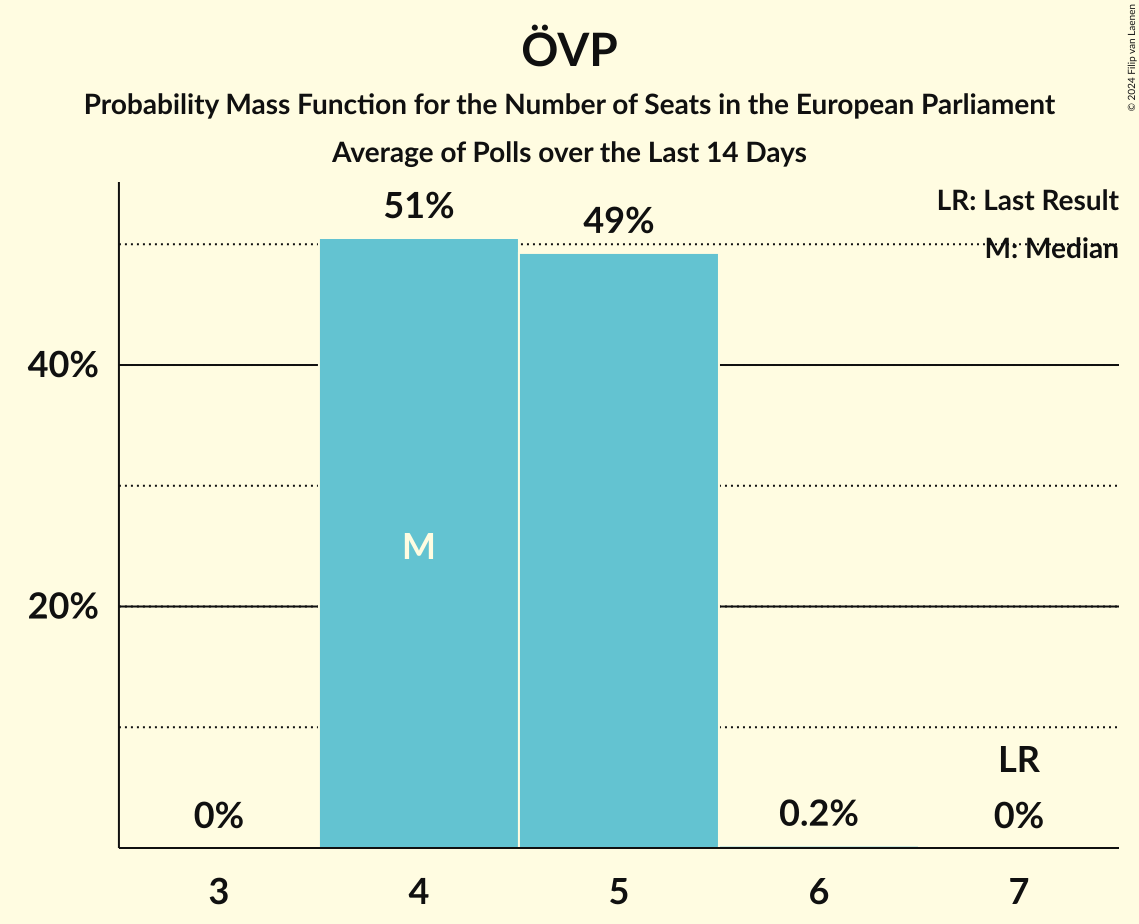 ÖVP
Probability Mass Function for the Number of Seats in the European Parliament
Average of Polls over the Last 14 Days
© 2024 Filip van Laenen
LR: Last Result
M: Median
51%
49%
40%
20%
M
LR
0%
0.2%
0%
3
4
5
6
7